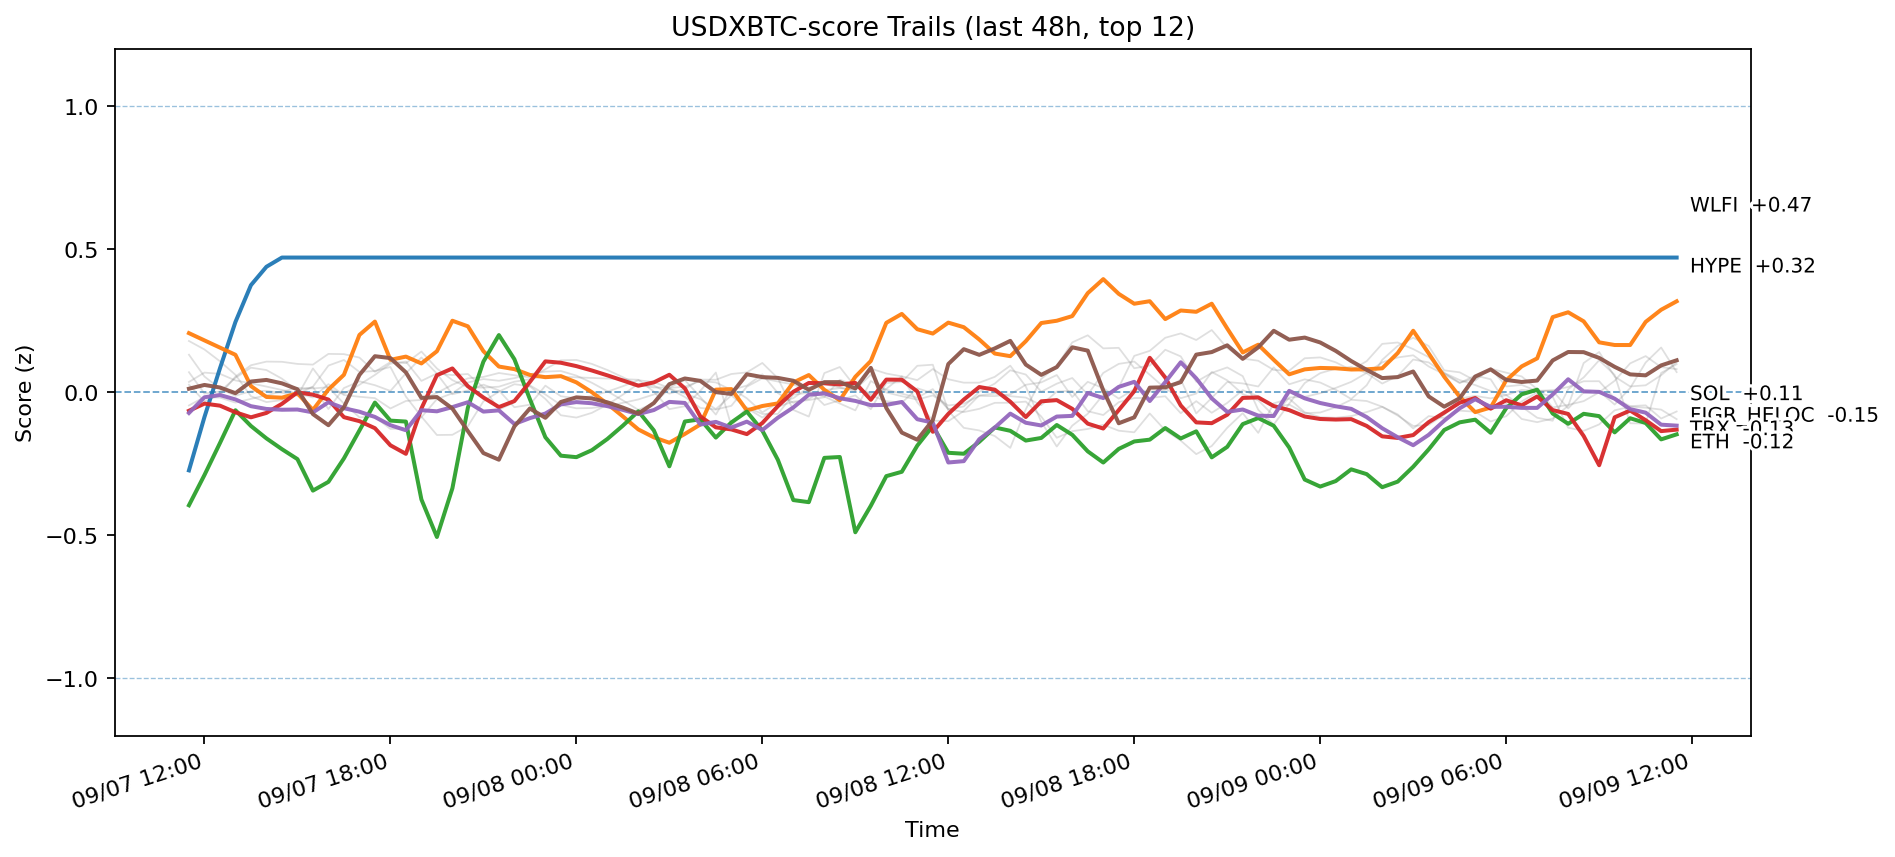 USDXBTC-score Trails (last 48h, top 12)
Score (z)
1.0
0.5
0.0
−0.5
−1.0
WLFI +0.47
HYPE +0.32
SOL +0.11
FIGR_HELOC -0.15
TRX -0.13
ETH -0.12
09/07 12:00
09/07 18:00
09/08 00:00
09/08 06:00
09/08 12:00
09/08 18:00
09/09 00:00
09/09 06:00
09/09 12:00
Time